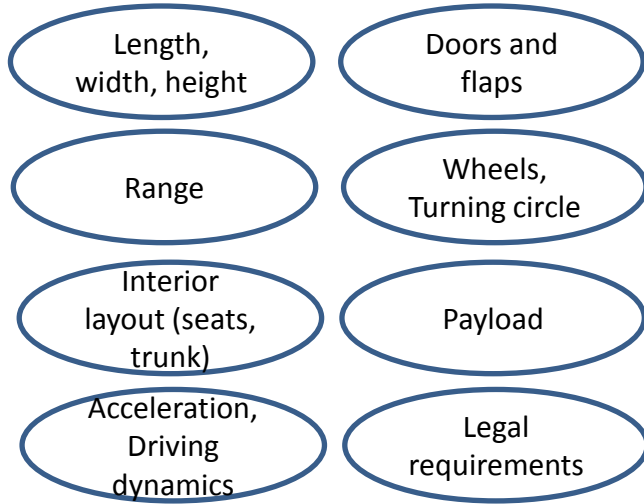 Length,
width, height
Doors and
flaps
Range
Wheels,
Turning circle
Interior
layout (seats,
trunk)
Payload
Acceleration,
Driving
dynamics
Legal
requirements